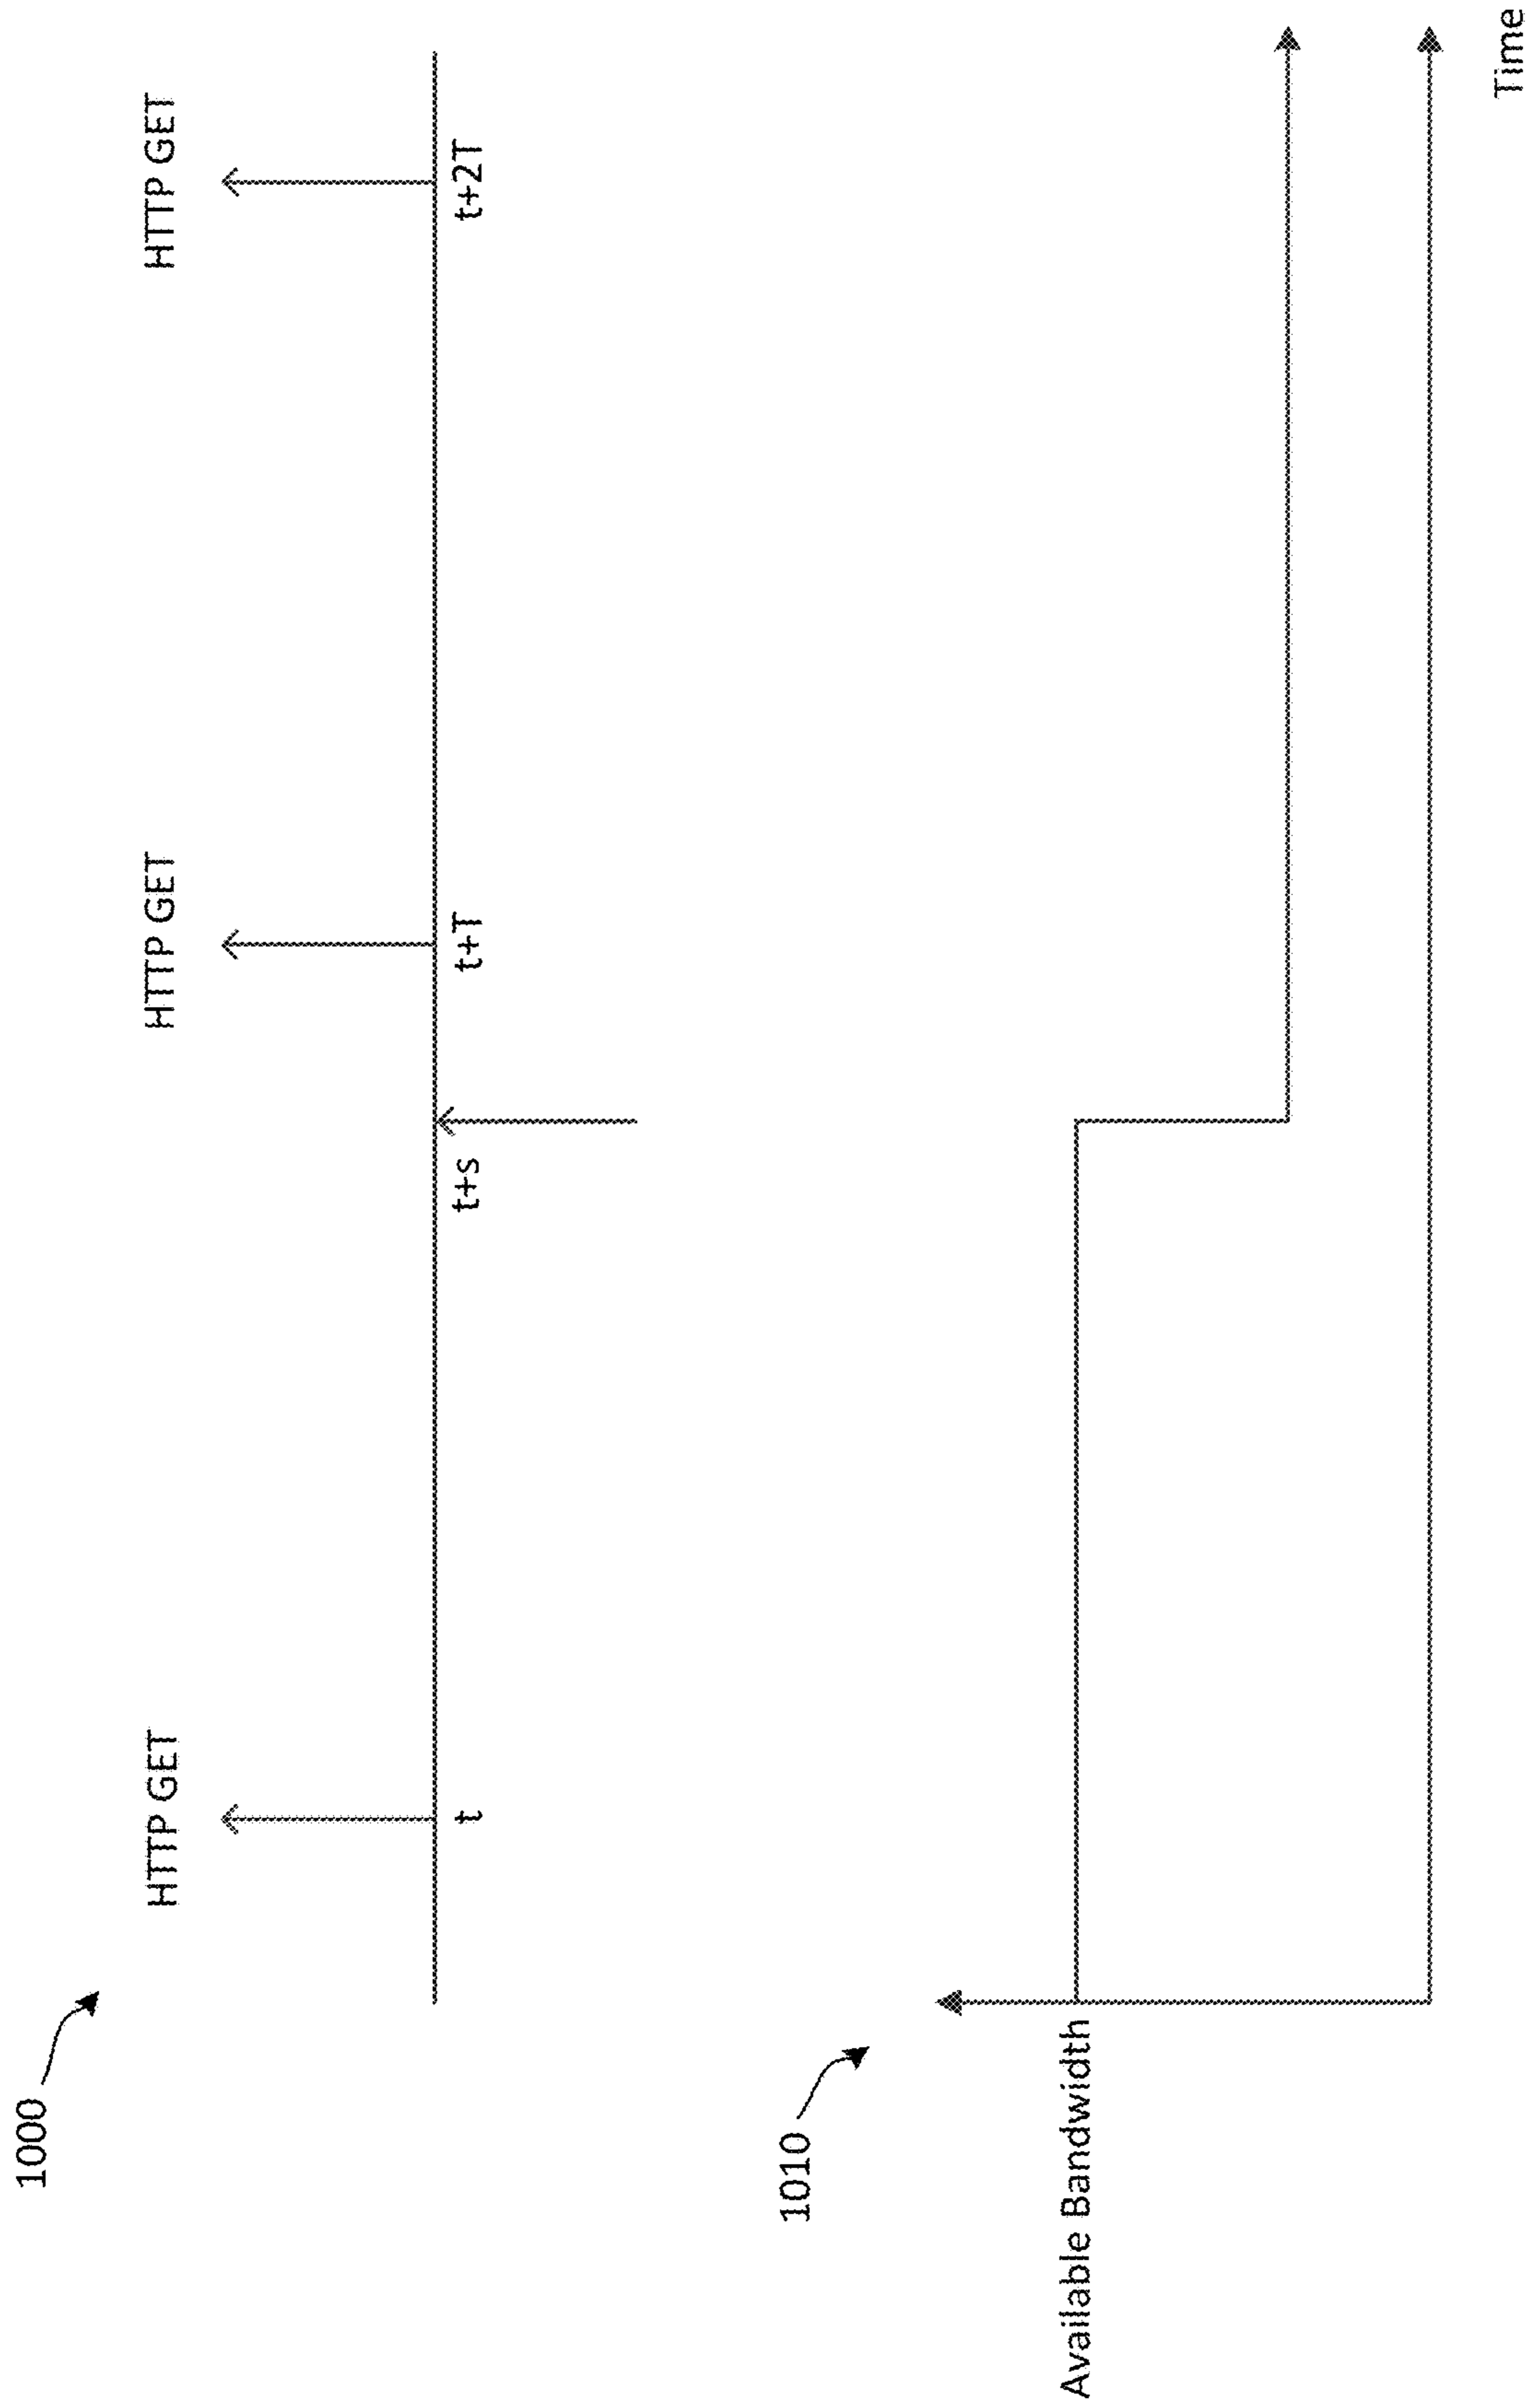 1000
HTTP GET
HTTP GET
HTTP GET
t
t+s
t+T
t+2T
1010
Available Bandwidth
Time